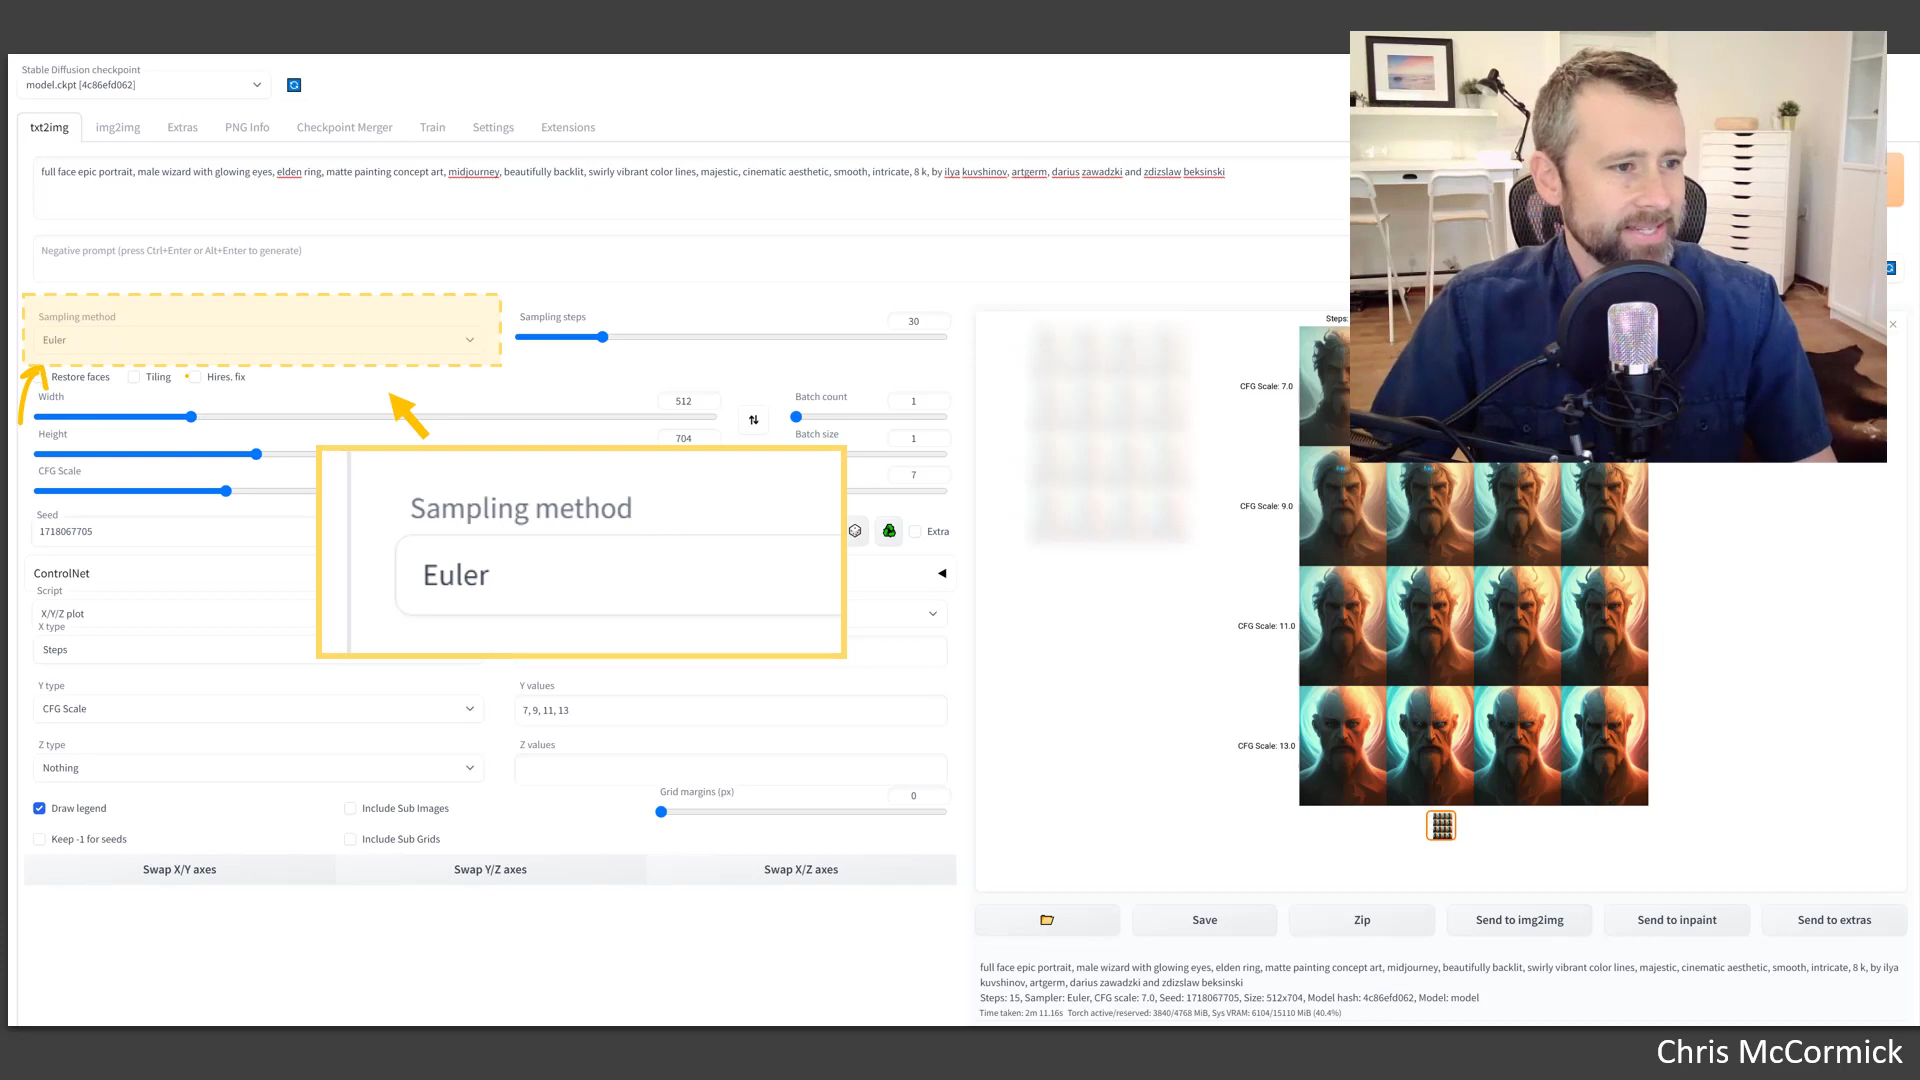 Stable Diffusion checkpoint
model.ckpt [4c86efd062]
txt2img img2img Extras PNG Info Checkpoint Merger Train Settings Extensions
full face epic portrait, male wizard with glowing eyes, elden ring, matte painting concept art, midjourney, beautifully backlit, swirly vibrant color lines, majestic, cinematic aesthetic, smooth, intricate, 8 k, by ilya kuvshinov, artgerm, darius zawadzki and zdzislaw beksinski
Negative prompt (press Ctrl+Enter or Alt+Enter to generate)
Sampling method
Euler
Sampling steps
30
Restore faces Tiling Hires. fix
Width
512
Batch count
1
Height
704
Batch size
1
CFG Scale
7
Seed
1718067705
Extra
Sampling method
Euler
ControlNet
Script
X/Y/Z plot
X type
Steps
Y type
CFG Scale
Y values
7, 9, 11, 13
Z type
Nothing
Z values
Draw legend
Include Sub Images
Grid margins (px)
0
Keep -1 for seeds
Include Sub Grids
Swap X/Y axes
Swap Y/Z axes
Swap X/Z axes
Steps:
CFG Scale: 7.0
CFG Scale: 9.0
CFG Scale: 11.0
CFG Scale: 13.0
Save
Zip
Send to img2img
Send to inpaint
Send to extras
full face epic portrait, male wizard with glowing eyes, elden ring, matte painting concept art, midjourney, beautifully backlit, swirly vibrant color lines, majestic, cinematic aesthetic, smooth, intricate, 8 k, by ilya
kuvshinov, artgerm, darius zawadzki and zdzislaw beksinski
Steps: 15, Sampler: Euler, CFG scale: 7.0, Seed: 1718067705, Size: 512x704, Model hash: 4c86efd062, Model: model
Time taken: 2m 11.16s Torch active/reserved: 3840/4768 MiB, Sys VRAM: 6104/15110 MiB (40.4%)
Chris McCormick